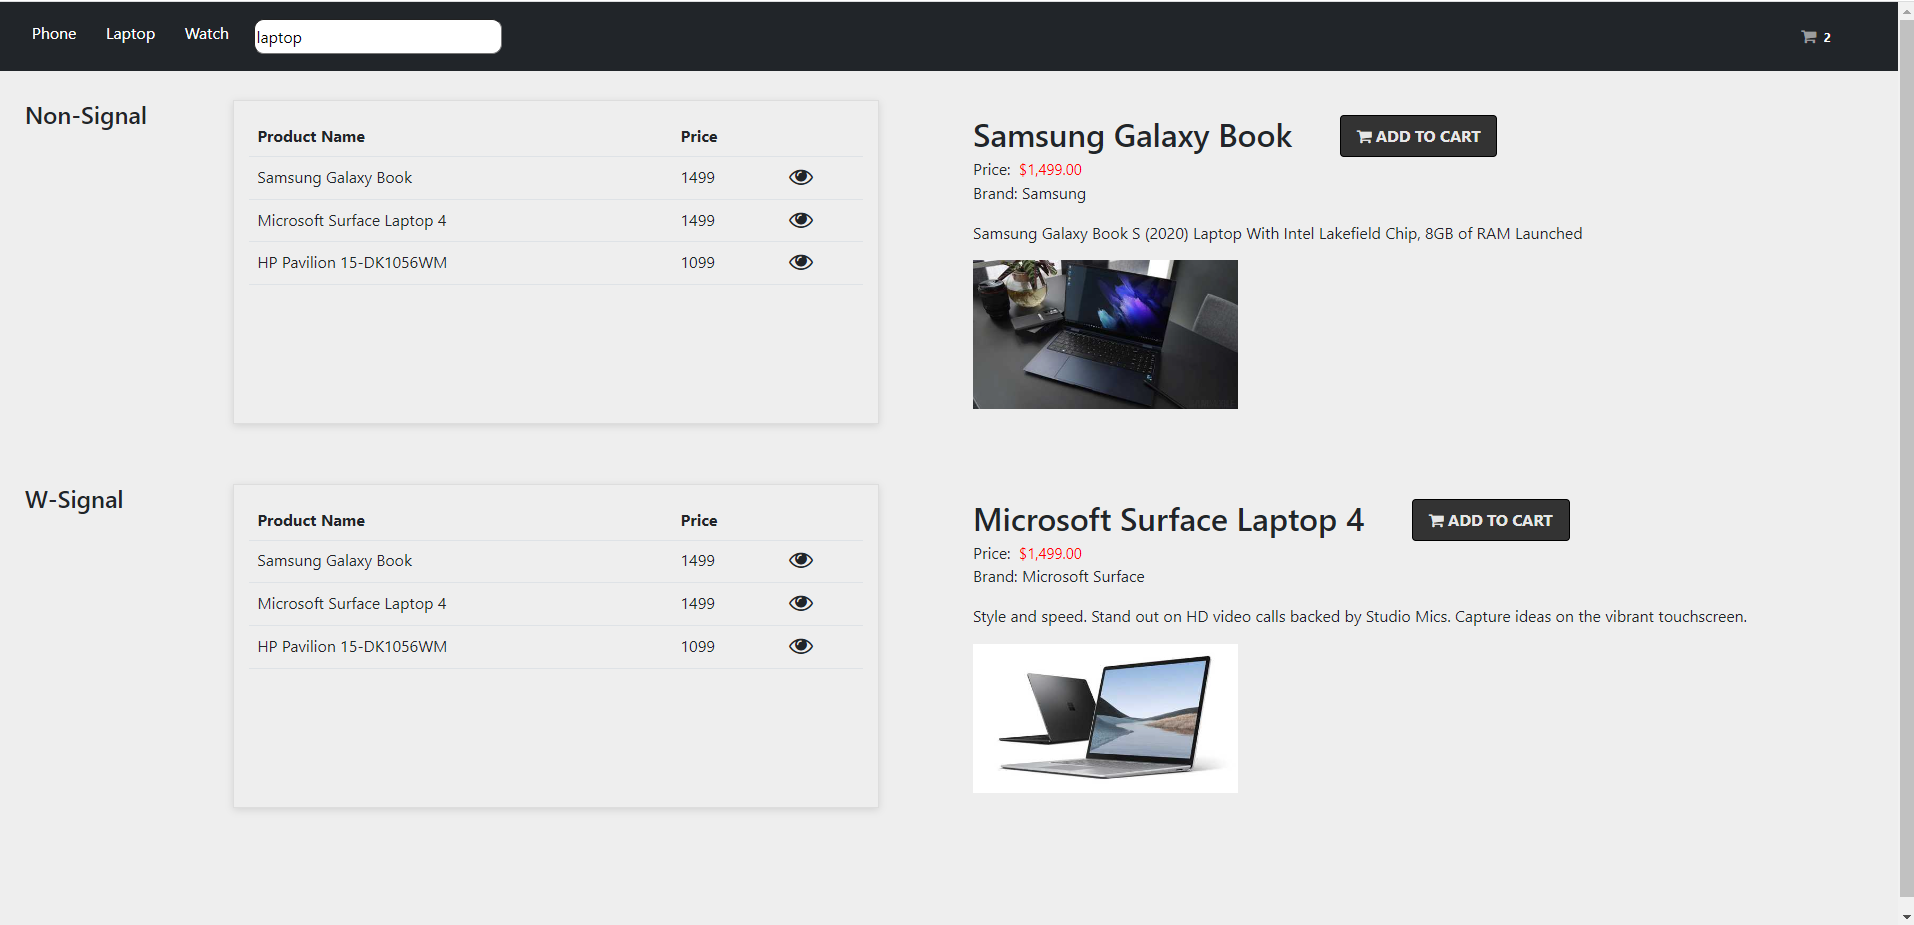 Phone Laptop Watch laptop 2
Non-Signal
Product Name Price
Samsung Galaxy Book 1499
Microsoft Surface Laptop 4 1499
HP Pavilion 15-DK1056WM 1099
Samsung Galaxy Book ADD TO CART
Price: $1,499.00
Brand: Samsung
Samsung Galaxy Book S (2020) Laptop With Intel Lakefield Chip, 8GB of RAM Launched
W-Signal
Product Name Price
Samsung Galaxy Book 1499
Microsoft Surface Laptop 4 1499
HP Pavilion 15-DK1056WM 1099
Microsoft Surface Laptop 4 ADD TO CART
Price: $1,499.00
Brand: Microsoft Surface
Style and speed. Stand out on HD video calls backed by Studio Mics. Capture ideas on the vibrant touchscreen.